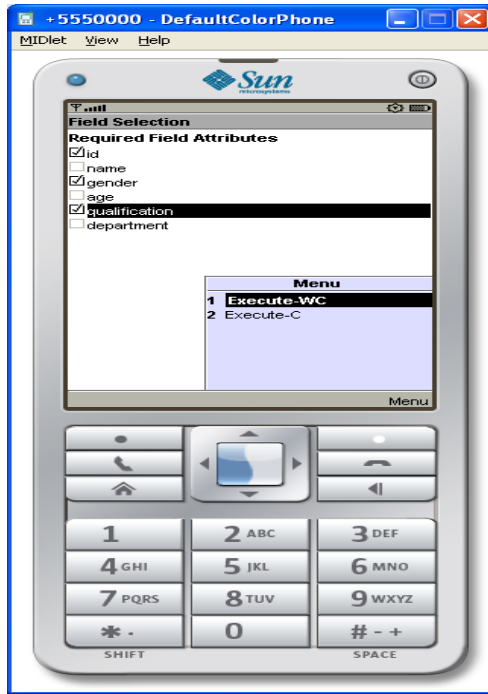 +5550000 - DefaultColorPhone
MIDlet View Help
Sun
microsystems
Field Selection
Required Field Attributes
id
name
gender
age
qualification
department
Menu
1 Execute-WC
2 Execute-C
Menu
1 2 ABC 3 DEF
4 GHI 5 JKL 6 MNO
7 PQRS 8 TUV 9 WXYZ
* . 0 # - +
SHIFT SPACE